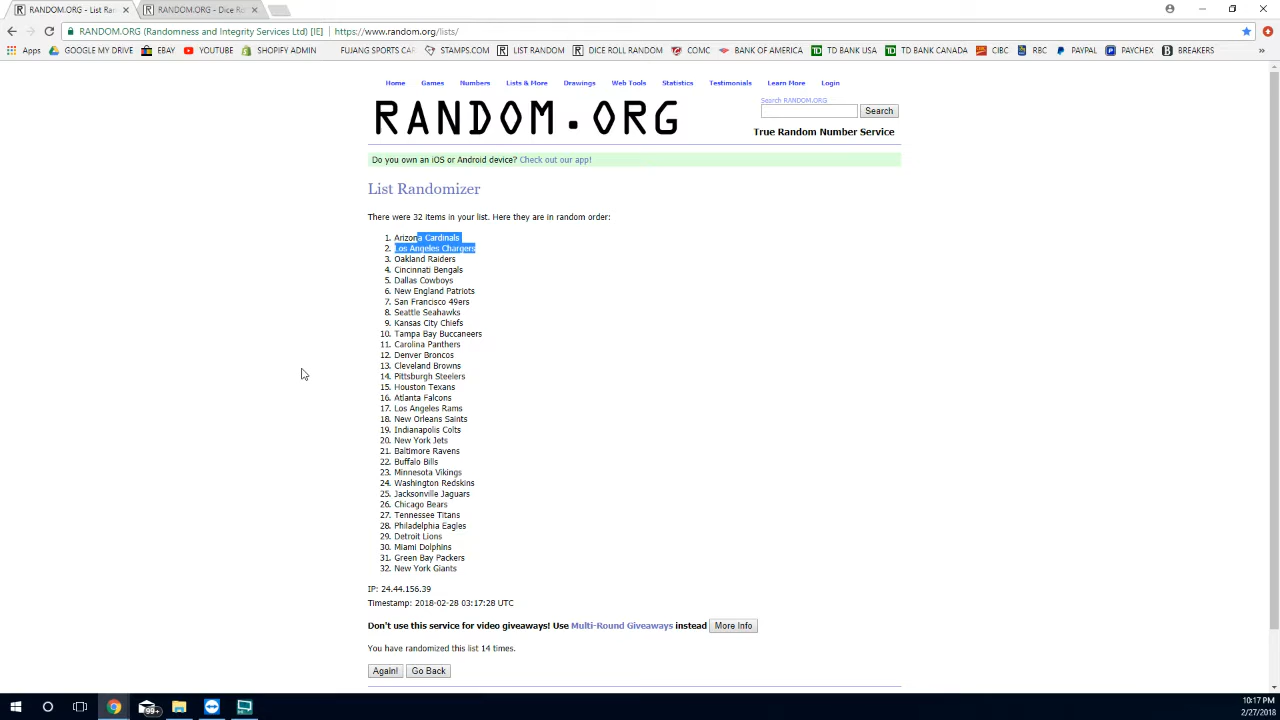 RANDOM.ORG - List Ran
RANDOM.ORG - Dice Ro
RANDOM.ORG (Randomness and Integrity Services Ltd) [IE] | https://www.random.org/lists/
Apps GOOGLE MY DRIVE EBAY YOUTUBE SHOPIFY ADMIN FUJANG SPORTS CAR STAMPS.COM LIST RANDOM DICE ROLL RANDOM COMC BANK OF AMERICA TD BANK USA TD BANK CANADA CIBC RBC PAYPAL PAYCHEX BREAKERS
Home Games Numbers Lists & More Drawings Web Tools Statistics Testimonials Learn More Login
RANDOM.ORG
Search RANDOM.ORG
Search
True Random Number Service
Do you own an iOS or Android device? Check out our app!
List Randomizer
There were 32 items in your list. Here they are in random order:
1. Arizona Cardinals
2. Los Angeles Chargers
3. Oakland Raiders
4. Cincinnati Bengals
5. Dallas Cowboys
6. New England Patriots
7. San Francisco 49ers
8. Seattle Seahawks
9. Kansas City Chiefs
10. Tampa Bay Buccaneers
11. Carolina Panthers
12. Denver Broncos
13. Cleveland Browns
14. Pittsburgh Steelers
15. Houston Texans
16. Atlanta Falcons
17. Los Angeles Rams
18. New Orleans Saints
19. Indianapolis Colts
20. New York Jets
21. Baltimore Ravens
22. Buffalo Bills
23. Minnesota Vikings
24. Washington Redskins
25. Jacksonville Jaguars
26. Chicago Bears
27. Tennessee Titans
28. Philadelphia Eagles
29. Detroit Lions
30. Miami Dolphins
31. Green Bay Packers
32. New York Giants
IP: 24.44.156.39
Timestamp: 2018-02-28 03:17:28 UTC
Don't use this service for video giveaways! Use Multi-Round Giveaways instead More Info
You have randomized this list 14 times.
Again! Go Back
99+
10:17 PM
2/27/2018